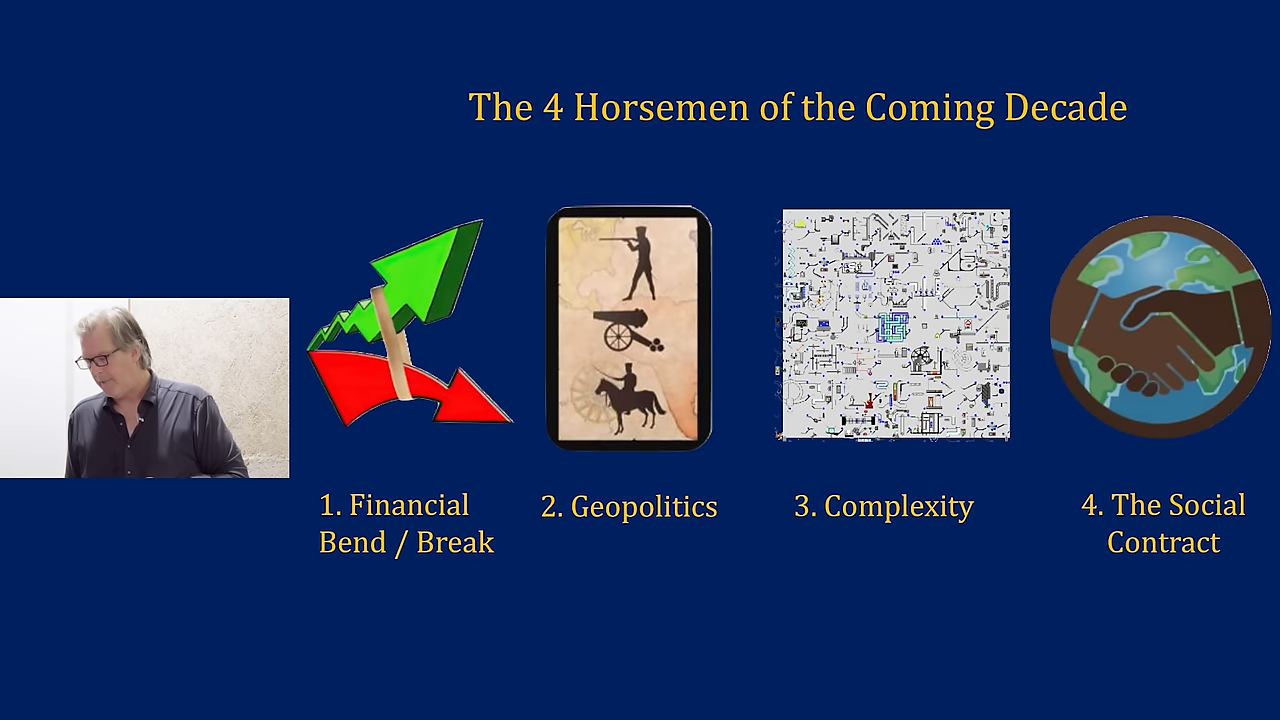 The 4 Horsemen of the Coming Decade
1. Financial
Bend / Break
2. Geopolitics
3. Complexity
4. The Social
Contract